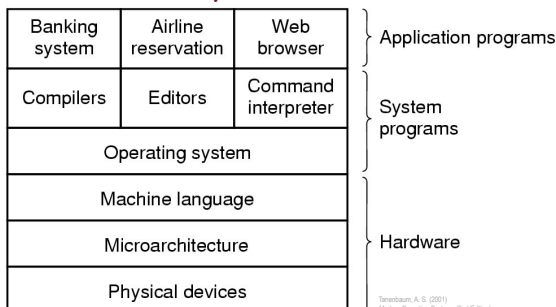 Banking system
Airline reservation
Web browser
Application programs
Compilers
Editors
Command interpreter
System programs
Operating system
Machine language
Microarchitecture
Hardware
Physical devices
Tanenbaum, A. S. (2001)